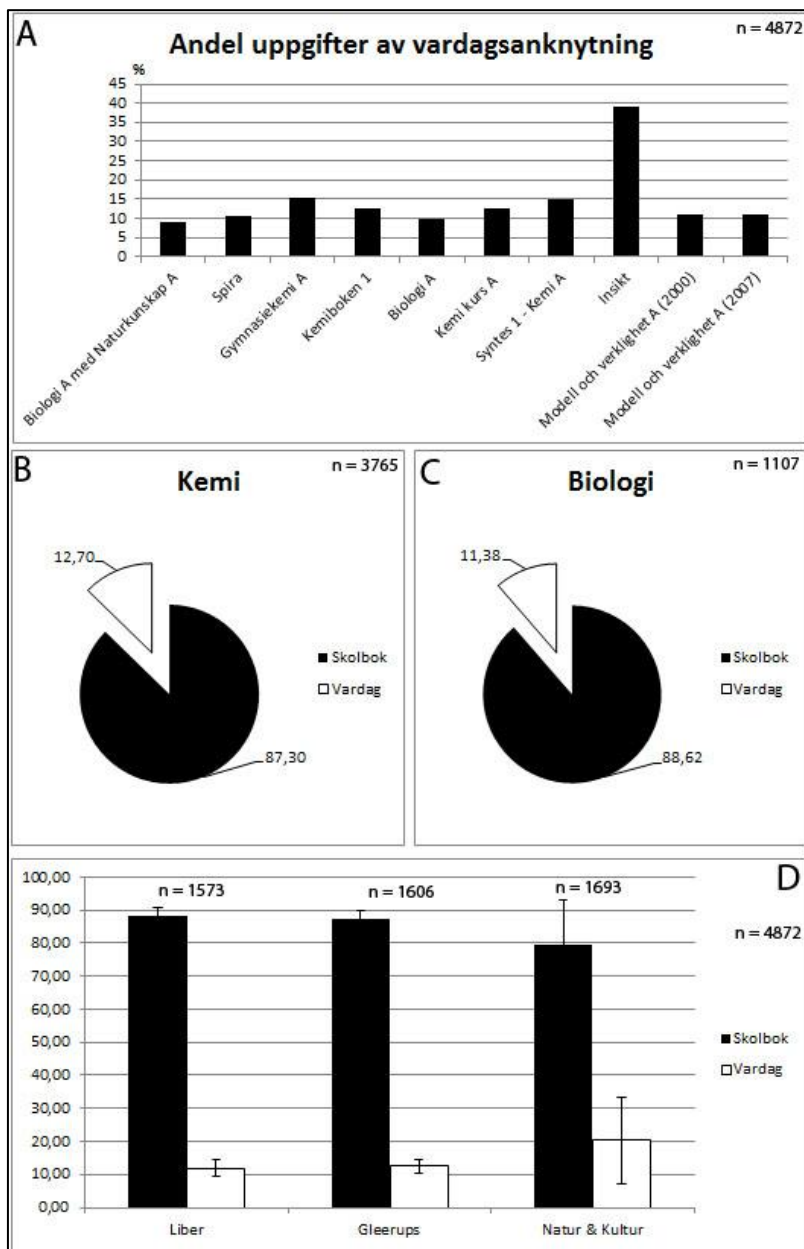 A
Andel uppgifter av vardagsanknytning
n = 4872
%
45
40
35
30
25
20
15
10
5
0
Biologi A med Naturkunskap A
Spira
Gymnasiekemi A
Kemiboken 1
Biologi A
Kemi kurs A
Syntes 1 - Kemi A
Insikt
Modell och verklighet A (2000)
Modell och verklighet A (2007)
B
Kemi
n = 3765
12,70
Skolbok
Vardag
87,30
C
Biologi
n = 1107
11,38
Skolbok
Vardag
88,62
D
100,00
90,00
80,00
70,00
60,00
50,00
40,00
30,00
20,00
10,00
0,00
n = 1573
n = 1606
n = 1693
n = 4872
Skolbok
Vardag
Liber
Gleerups
Natur & Kultur